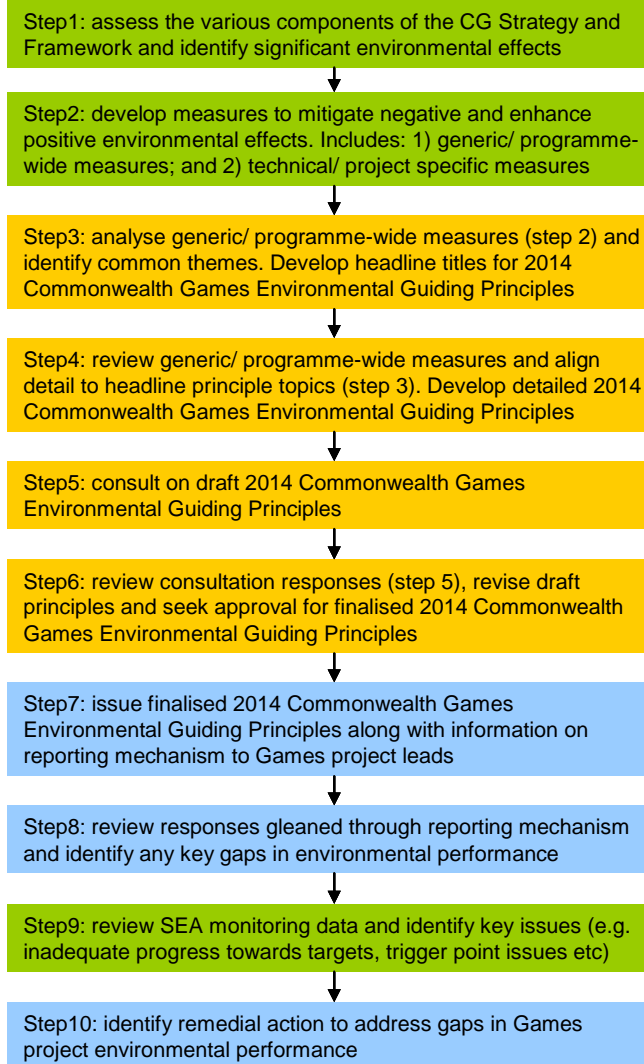 Step1: assess the various components of the CG Strategy and
Framework and identify significant environmental effects
Step2: develop measures to mitigate negative and enhance
positive environmental effects. Includes: 1) generic/ programme-
wide measures; and 2) technical/ project specific measures
Step3: analyse generic/ programme-wide measures (step 2) and
identify common themes. Develop headline titles for 2014
Commonwealth Games Environmental Guiding Principles
Step4: review generic/ programme-wide measures and align
detail to headline principle topics (step 3). Develop detailed 2014
Commonwealth Games Environmental Guiding Principles
Step5: consult on draft 2014 Commonwealth Games
Environmental Guiding Principles
Step6: review consultation responses (step 5), revise draft
principles and seek approval for finalised 2014 Commonwealth
Games Environmental Guiding Principles
Step7: issue finalised 2014 Commonwealth Games
Environmental Guiding Principles along with information on
reporting mechanism to Games project leads
Step8: review responses gleaned through reporting mechanism
and identify any key gaps in environmental performance
Step9: review SEA monitoring data and identify key issues (e.g.
inadequate progress towards targets, trigger point issues etc)
Step10: identify remedial action to address gaps in Games
project environmental performance